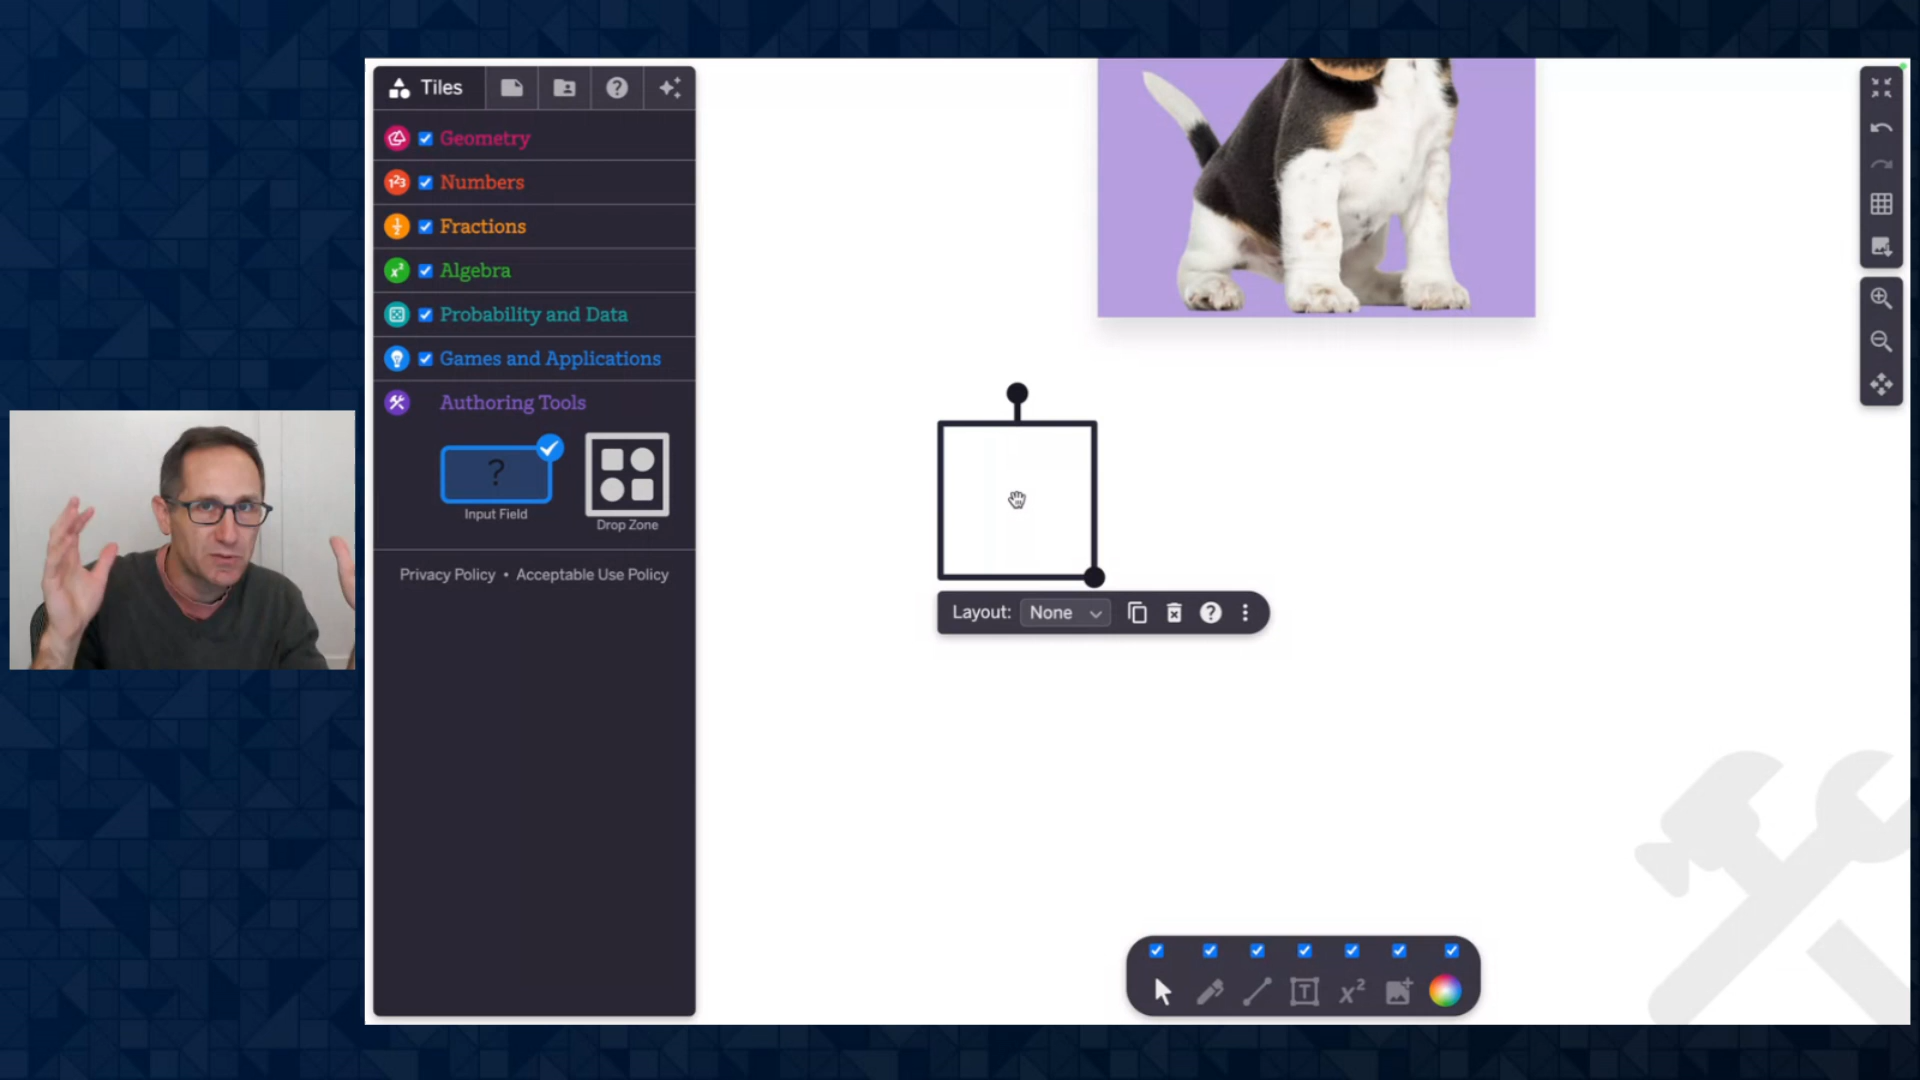 Tiles
Geometry
Numbers
Fractions
Algebra
Probability and Data
Games and Applications
Authoring Tools
?
Input Field
Drop Zone
Privacy Policy • Acceptable Use Policy
Layout: None